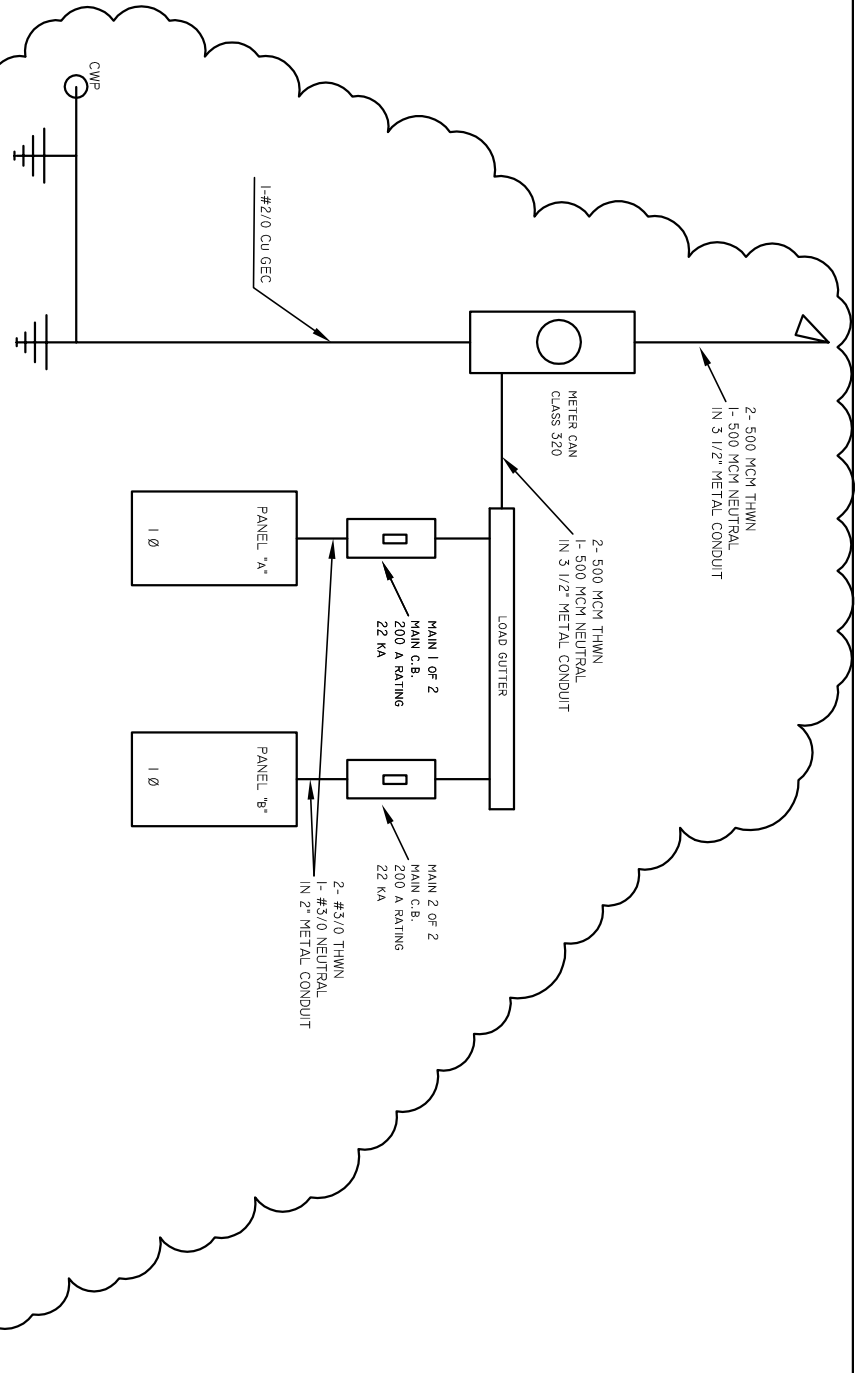 2- 500 MCM THWN
1- 500 MCM NEUTRAL
IN 3 1/2" METAL CONDUIT
METER CAN
CLASS 320
2- 500 MCM THWN
1- 500 MCM NEUTRAL
IN 3 1/2" METAL CONDUIT
LOAD GUTTER
MAIN 1 OF 2
MAIN C.B.
200 A RATING
22 KA
MAIN 2 OF 2
MAIN C.B.
200 A RATING
22 KA
2- #3/0 THWN
1- #3/0 NEUTRAL
IN 2" METAL CONDUIT
PANEL "A"
1 Ø
PANEL "B"
1 Ø
1-#2/0 Cu GEC
CWP